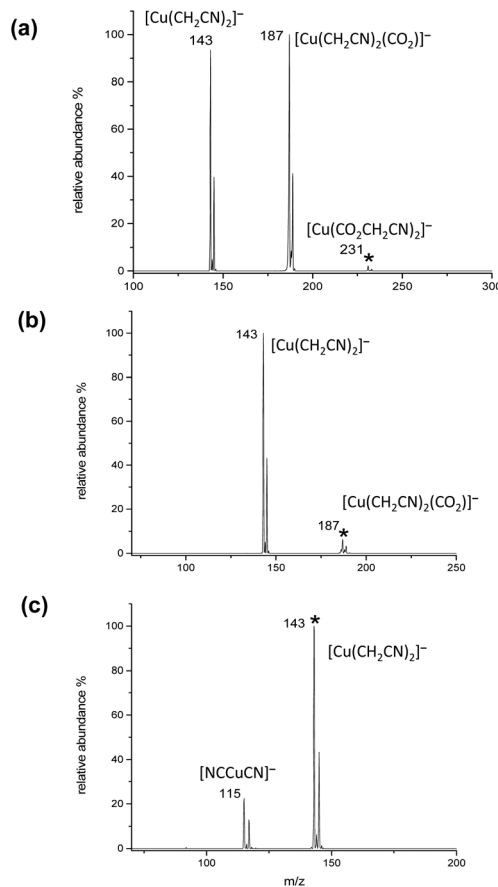 (a)
[Cu(CH₂CN)₂]⁻
143
187
[Cu(CH₂CN)₂(CO₂)]⁻
[Cu(CO₂CH₂CN)₂]⁻
231
*
relative abundance %
100
80
60
40
20
0
100 150 200 250 300
(b)
143
[Cu(CH₂CN)₂]⁻
[Cu(CH₂CN)₂(CO₂)]⁻
187
*
relative abundance %
100
80
60
40
20
0
100 150 200 250
(c)
143
*
[Cu(CH₂CN)₂]⁻
[NCCuCN]⁻
115
relative abundance %
100
80
60
40
20
0
100 150 200
m/z